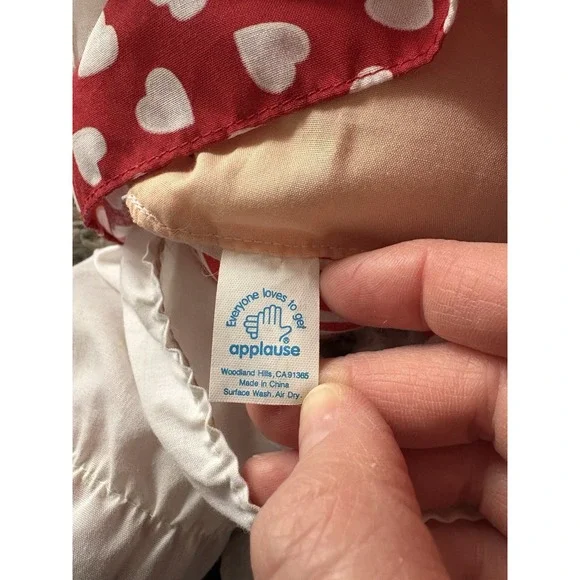 Everyone loves to get
applause®
Woodland Hills, CA 91365
Made in China
Surface Wash. Air Dry.